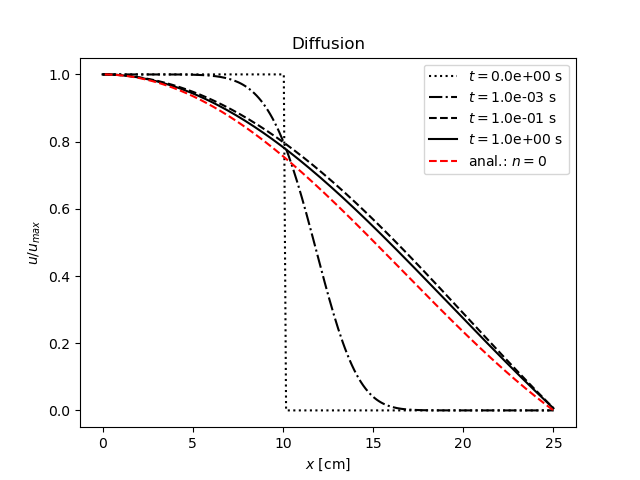 Diffusion
1.0
0.8
0.6
0.4
0.2
0.0
u/u_max
0
5
10
15
20
25
x [cm]
t = 0.0e+00 s
t = 1.0e-03 s
t = 1.0e-01 s
t = 1.0e+00 s
anal.: n = 0